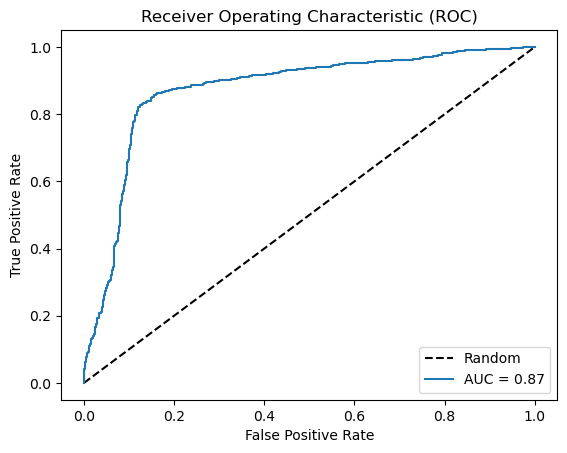 Receiver Operating Characteristic (ROC)
1.0
0.8
0.6
0.4
0.2
0.0
True Positive Rate
0.0 0.2 0.4 0.6 0.8 1.0
False Positive Rate
Random
AUC = 0.87